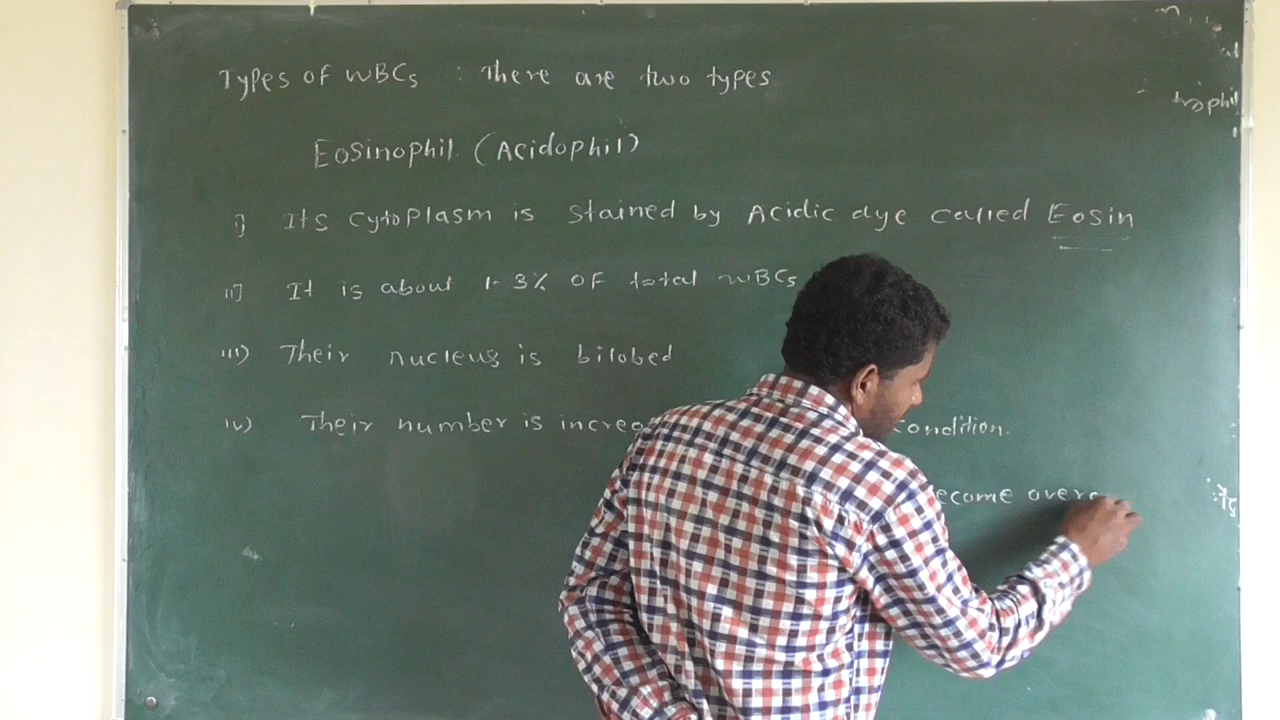 Types of WBCs : There are two types
Eosinophil (Acidophil)
i] Its cytoplasm is stained by Acidic dye called Eosin
ii] It is about 1-3% of total WBCs
iii) Their nucleus is bilobed
iv) Their number is increa condition.
ecome overa
trophil